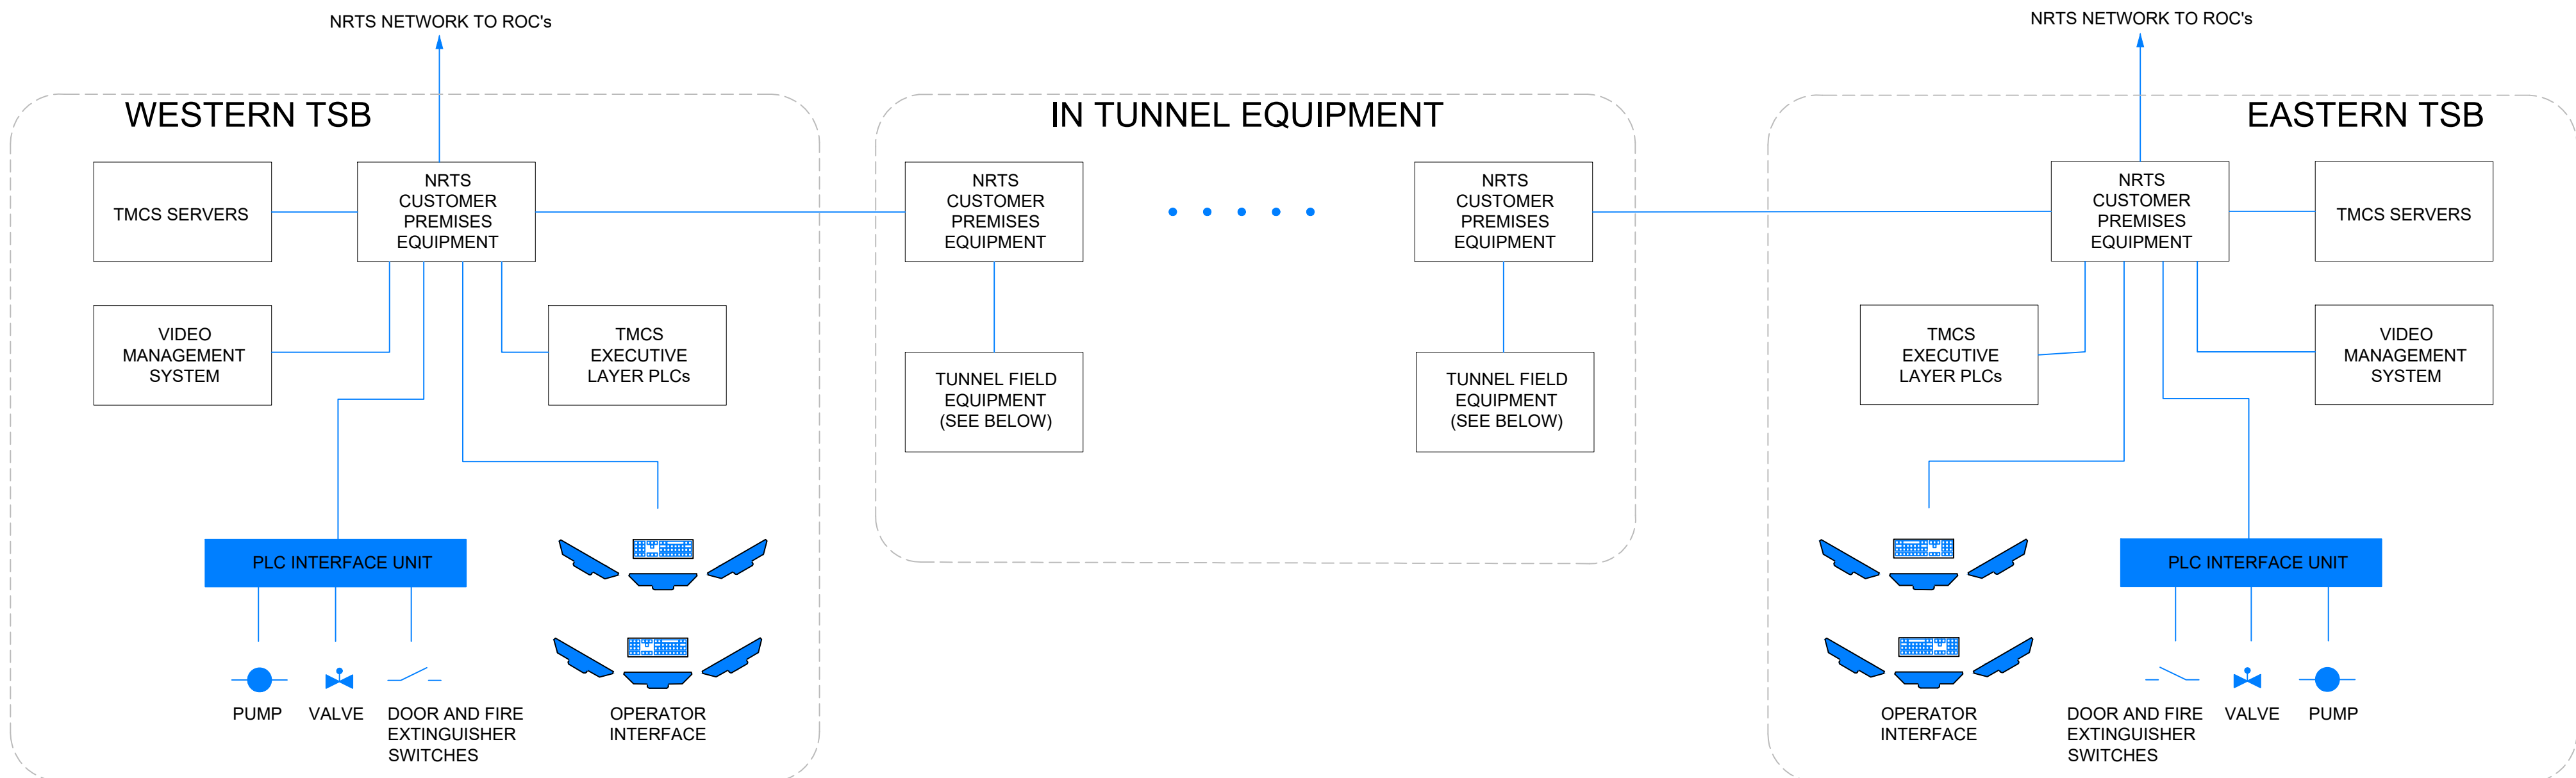 NRTS NETWORK TO ROC's
NRTS NETWORK TO ROC's
WESTERN TSB
IN TUNNEL EQUIPMENT
EASTERN TSB
TMCS SERVERS
NRTS
CUSTOMER
PREMISES
EQUIPMENT
NRTS
CUSTOMER
PREMISES
EQUIPMENT
NRTS
CUSTOMER
PREMISES
EQUIPMENT
NRTS
CUSTOMER
PREMISES
EQUIPMENT
TMCS SERVERS
VIDEO
MANAGEMENT
SYSTEM
TMCS
EXECUTIVE
LAYER PLCs
TUNNEL FIELD
EQUIPMENT
(SEE BELOW)
TUNNEL FIELD
EQUIPMENT
(SEE BELOW)
TMCS
EXECUTIVE
LAYER PLCs
VIDEO
MANAGEMENT
SYSTEM
PLC INTERFACE UNIT
PLC INTERFACE UNIT
PUMP
VALVE
DOOR AND FIRE
EXTINGUISHER
SWITCHES
OPERATOR
INTERFACE
OPERATOR
INTERFACE
DOOR AND FIRE
EXTINGUISHER
SWITCHES
VALVE
PUMP